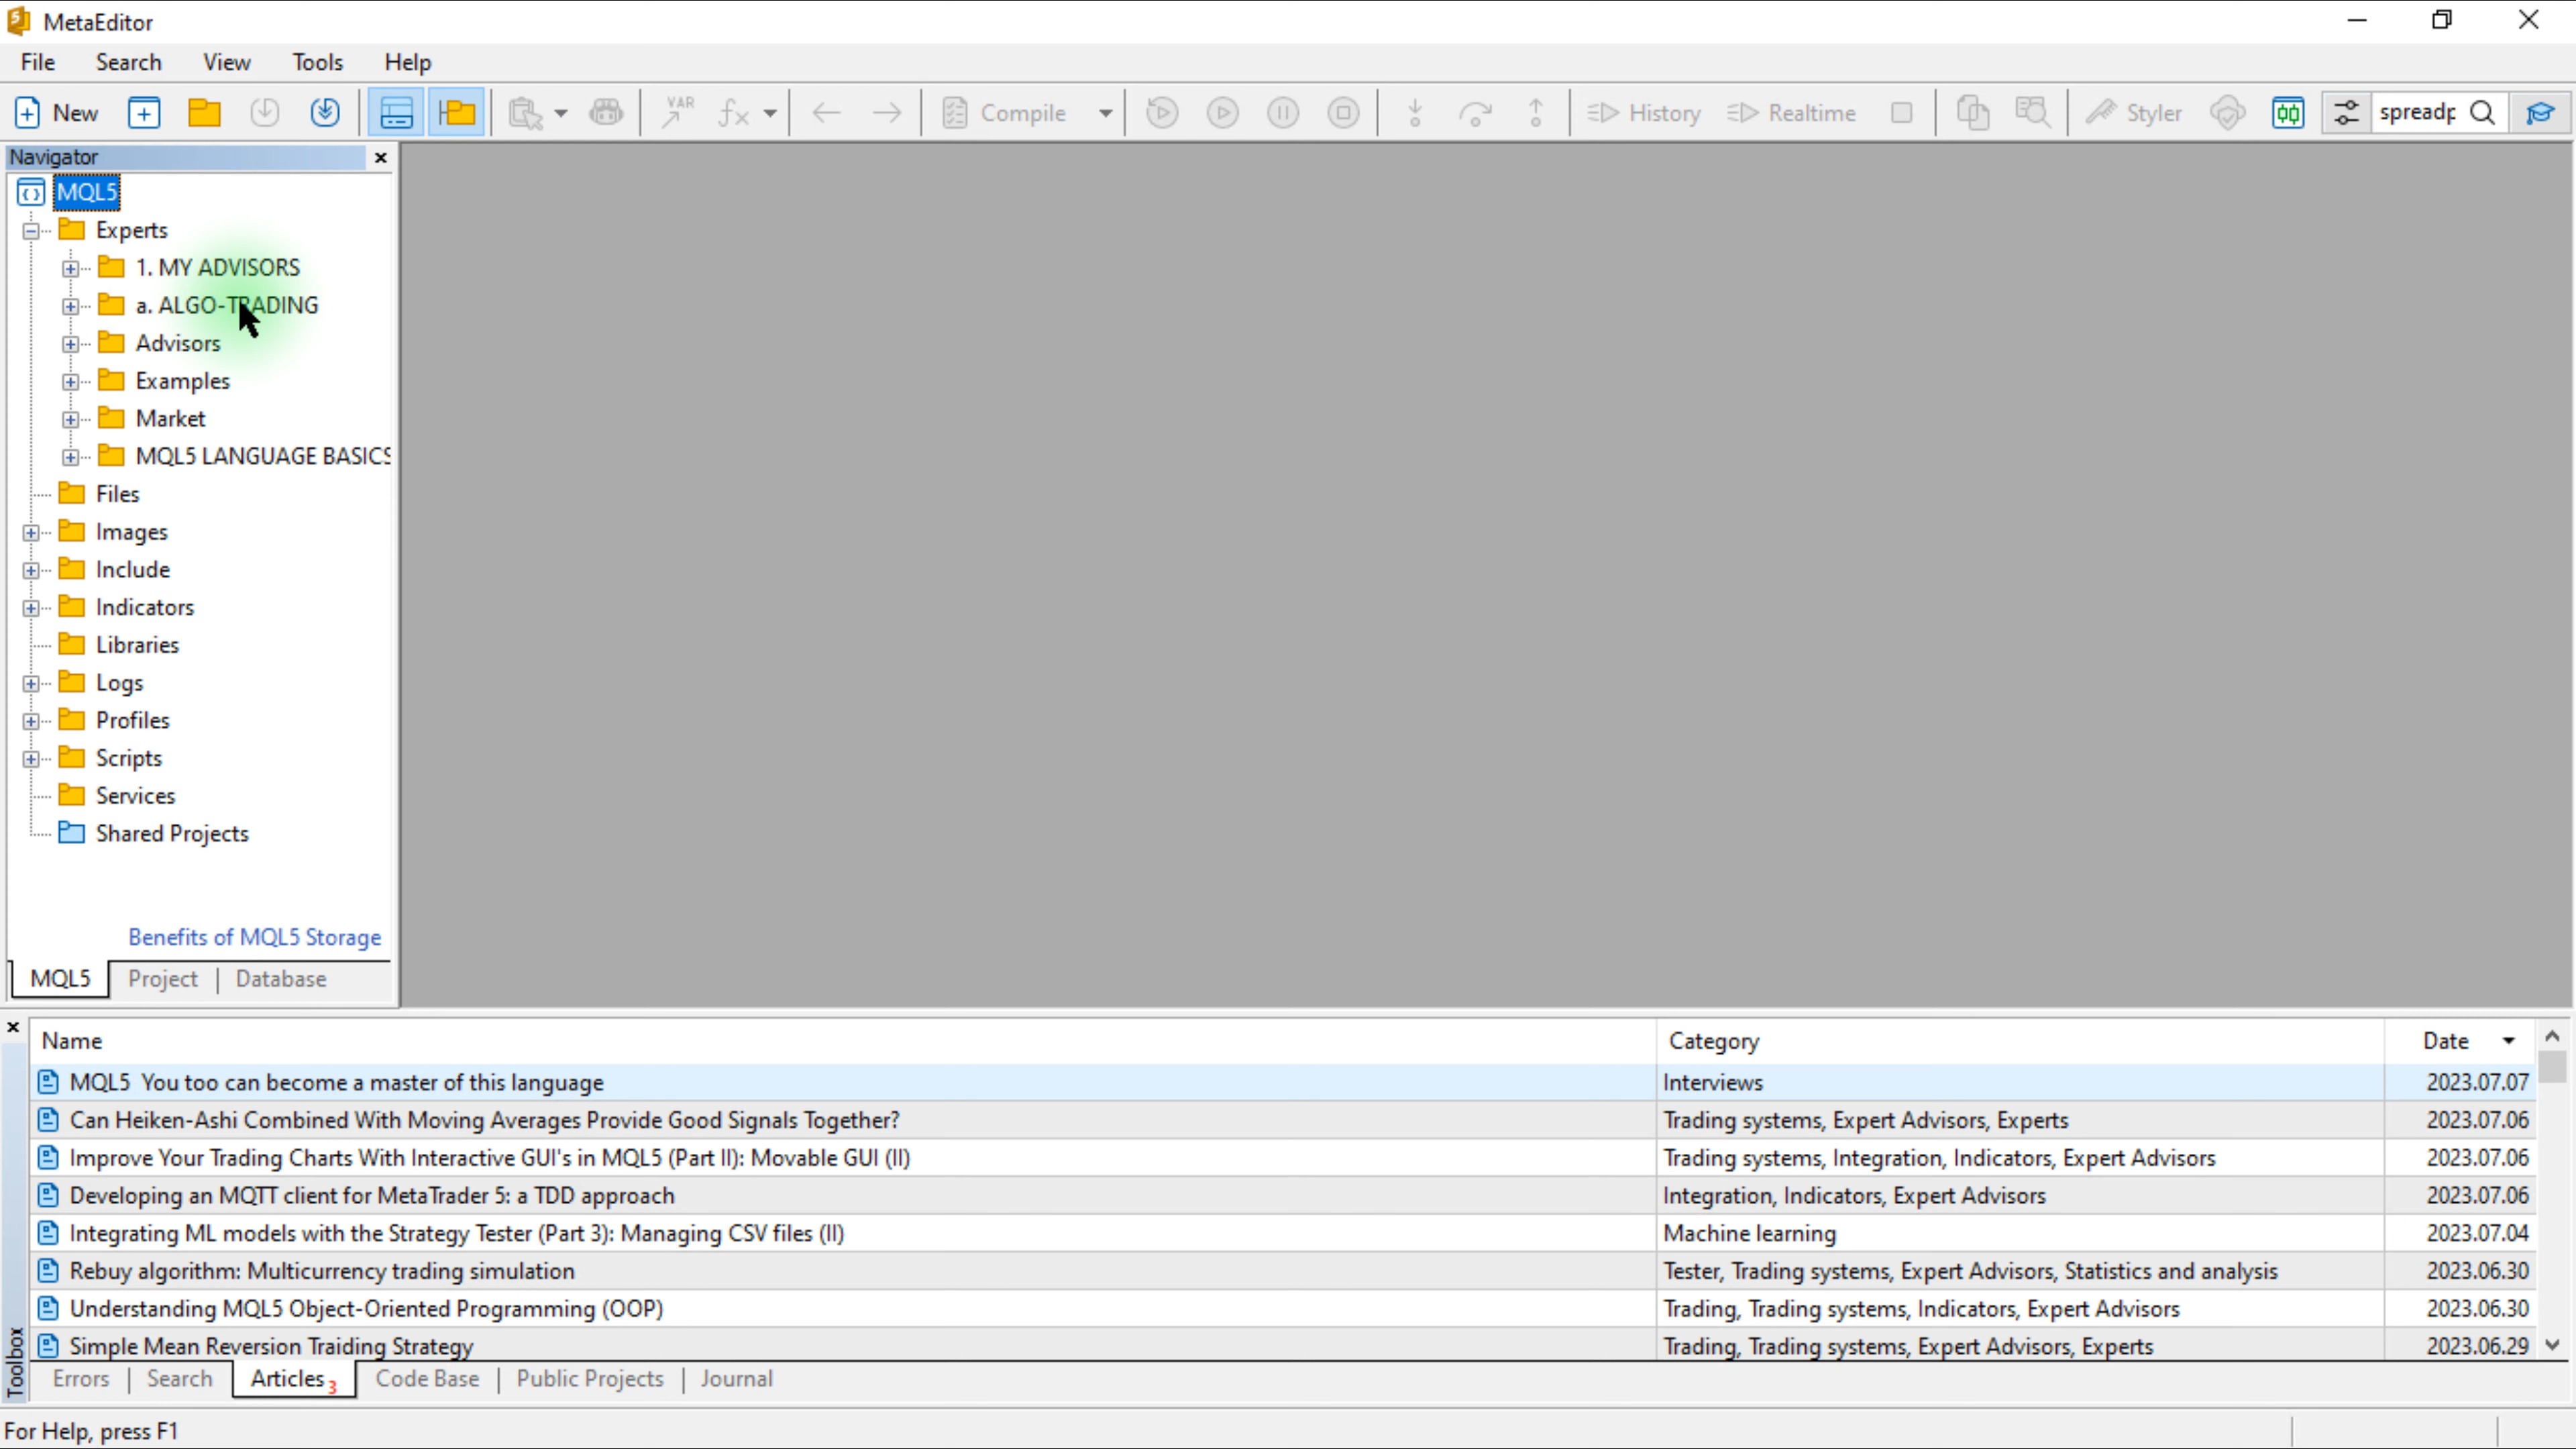 MetaEditor
File Search View Tools Help
New VAR fx Compile History Realtime Styler spreadp
Navigator
MQL5
Experts
1. MY ADVISORS
a. ALGO-TRADING
Advisors
Examples
Market
MQL5 LANGUAGE BASICS
Files
Images
Include
Indicators
Libraries
Logs
Profiles
Scripts
Services
Shared Projects
Benefits of MQL5 Storage
MQL5 Project Database
Name Category Date
MQL5 You too can become a master of this language Interviews 2023.07.07
Can Heiken-Ashi Combined With Moving Averages Provide Good Signals Together? Trading systems, Expert Advisors, Experts 2023.07.06
Improve Your Trading Charts With Interactive GUI's in MQL5 (Part II): Movable GUI (II) Trading systems, Integration, Indicators, Expert Advisors 2023.07.06
Developing an MQTT client for MetaTrader 5: a TDD approach Integration, Indicators, Expert Advisors 2023.07.06
Integrating ML models with the Strategy Tester (Part 3): Managing CSV files (II) Machine learning 2023.07.04
Rebuy algorithm: Multicurrency trading simulation Tester, Trading systems, Expert Advisors, Statistics and analysis 2023.06.30
Understanding MQL5 Object-Oriented Programming (OOP) Trading, Trading systems, Indicators, Expert Advisors 2023.06.30
Simple Mean Reversion Traiding Strategy Trading, Trading systems, Expert Advisors, Experts 2023.06.29
Toolbox
Errors Search Articles 3 Code Base Public Projects Journal
For Help, press F1